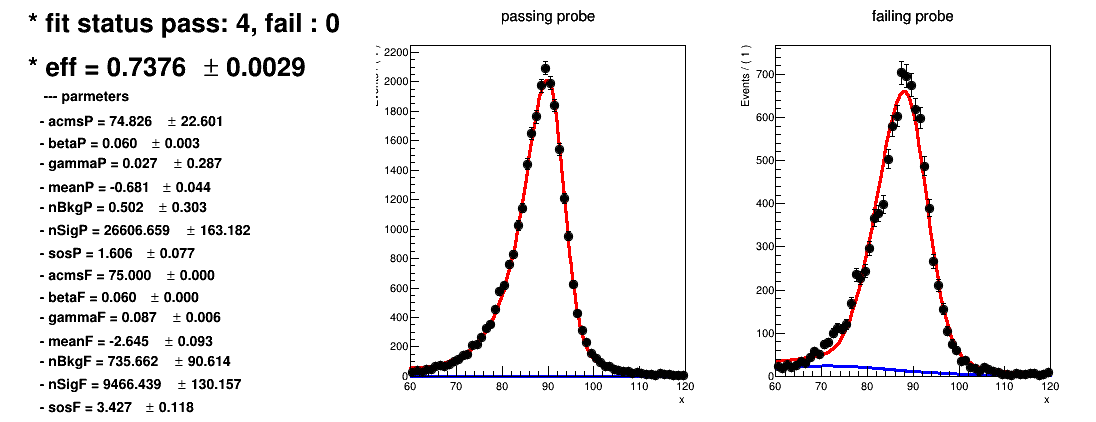 * fit status pass: 4, fail : 0
* eff = 0.7376 ± 0.0029
--- parmeters
- acmsP = 74.826 ± 22.601
- betaP = 0.060 ± 0.003
- gammaP = 0.027 ± 0.287
- meanP = -0.681 ± 0.044
- nBkgP = 0.502 ± 0.303
- nSigP = 26606.659 ± 163.182
- sosP = 1.606 ± 0.077
- acmsF = 75.000 ± 0.000
- betaF = 0.060 ± 0.000
- gammaF = 0.087 ± 0.006
- meanF = -2.645 ± 0.093
- nBkgF = 735.662 ± 90.614
- nSigF = 9466.439 ± 130.157
- sosF = 3.427 ± 0.118
passing probe
2200
2000
1800
1600
1400
1200
1000
800
600
400
200
0
60 70 80 90 100 110 120
x
failing probe
Events / ( 1 )
700
600
500
400
300
200
100
0
60 70 80 90 100 110 120
x